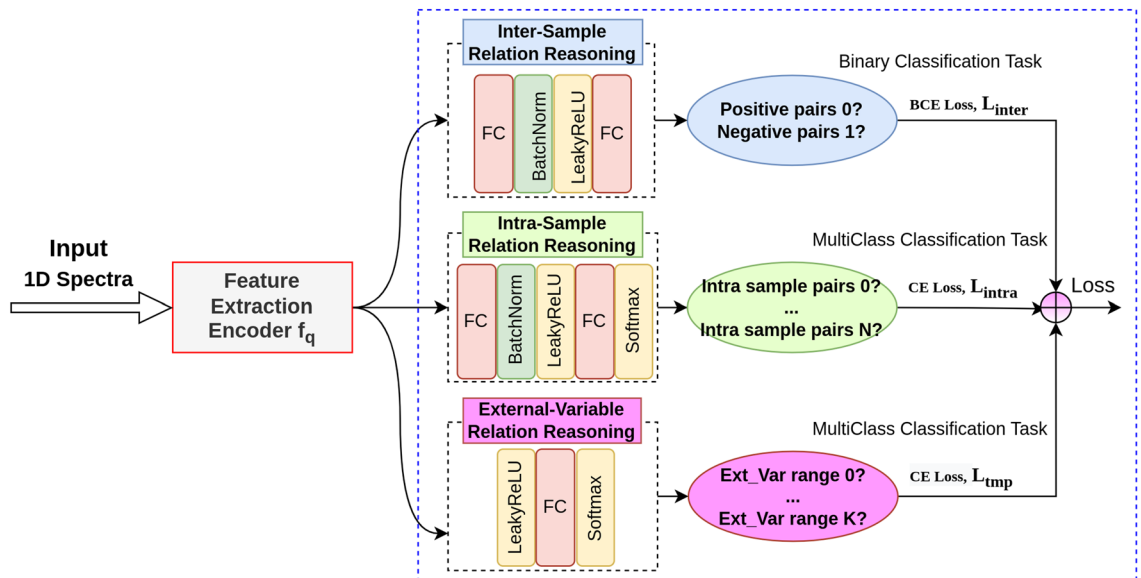 Input
1D Spectra
Feature
Extraction
Encoder fq
Inter-Sample
Relation Reasoning
FC
BatchNorm
LeakyReLU
FC
Binary Classification Task
Positive pairs 0?
Negative pairs 1?
BCE Loss, Linter
Intra-Sample
Relation Reasoning
FC
BatchNorm
LeakyReLU
FC
Softmax
MultiClass Classification Task
Intra sample pairs 0?
...
Intra sample pairs N?
CE Loss, Lintra
Loss
External-Variable
Relation Reasoning
LeakyReLU
FC
Softmax
MultiClass Classification Task
Ext_Var range 0?
...
Ext_Var range K?
CE Loss, Ltmp